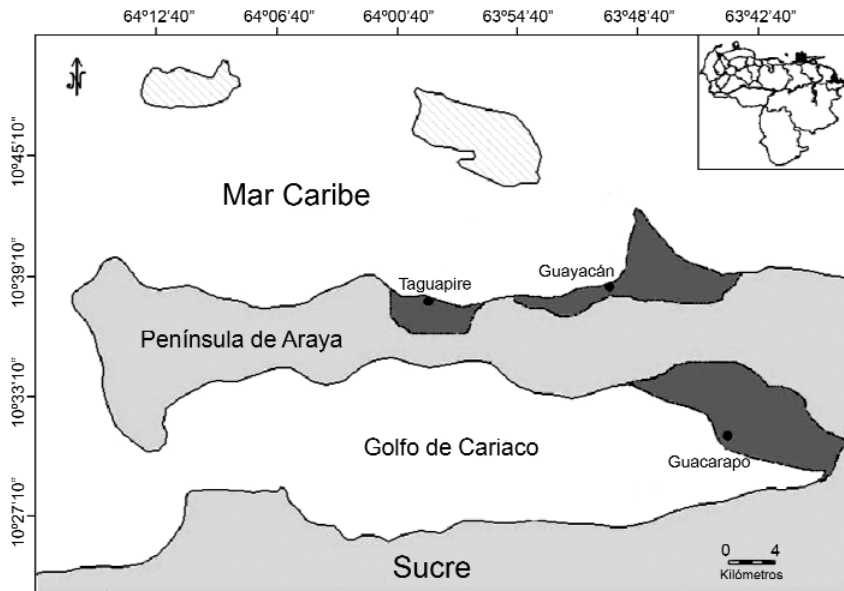 64º12'40" 64º06'40" 64º00'40" 63º54'40" 63º48'40" 63º42'40"
N
10º45'10"
Mar Caribe
10º39'10"
Taguapire
Guayacán
Península de Araya
10º33'10"
Golfo de Cariaco
Guacarapo
10º27'10"
Sucre
0 4
Kilómetros